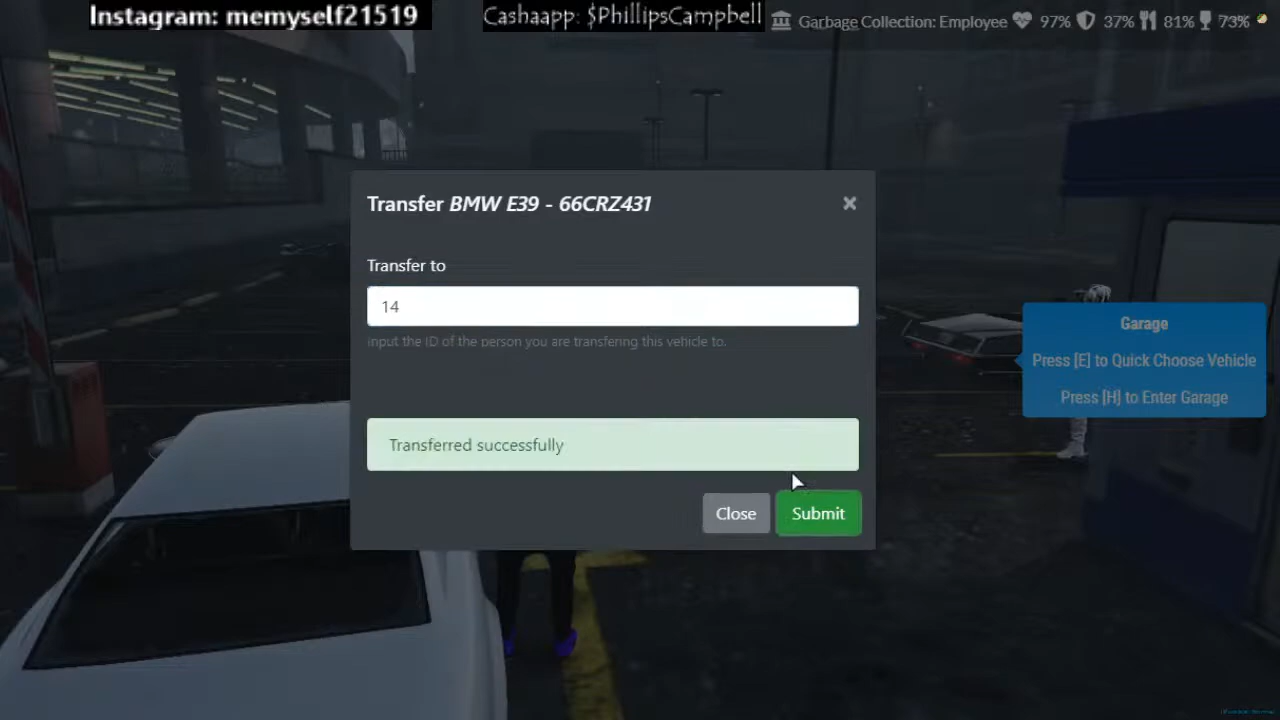 Instagram: memyself21519
Cashaapp: $PhillipsCampbell
Garbage Collection: Employee 97% 37% 81% 73%
Transfer BMW E39 - 66CRZ431 ×
Transfer to
14
Input the ID of the person you are transfering this vehicle to.
Transferred successfully
Close Submit
Garage
Press [E] to Quick Choose Vehicle
Press [H] to Enter Garage